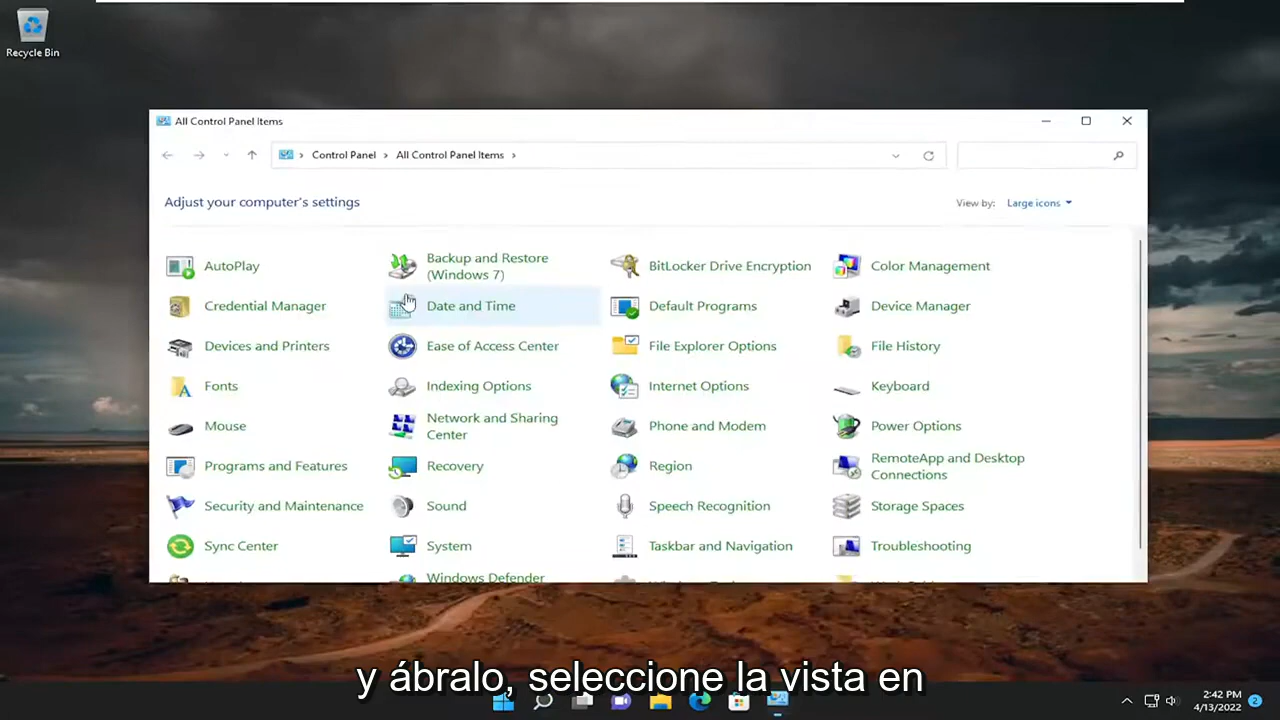 Recycle Bin
All Control Panel Items
Control Panel
All Control Panel Items
Adjust your computer's settings
View by:
Large icons
AutoPlay
Backup and Restore
(Windows 7)
BitLocker Drive Encryption
Color Management
Credential Manager
Date and Time
Default Programs
Device Manager
Devices and Printers
Ease of Access Center
File Explorer Options
File History
Fonts
Indexing Options
Internet Options
Keyboard
Mouse
Network and Sharing
Center
Phone and Modem
Power Options
Programs and Features
Recovery
Region
RemoteApp and Desktop
Connections
Security and Maintenance
Sound
Speech Recognition
Storage Spaces
Sync Center
System
Taskbar and Navigation
Troubleshooting
Windows Defender
y ábralo, seleccione la vista en
2:42 PM
4/13/2022
2